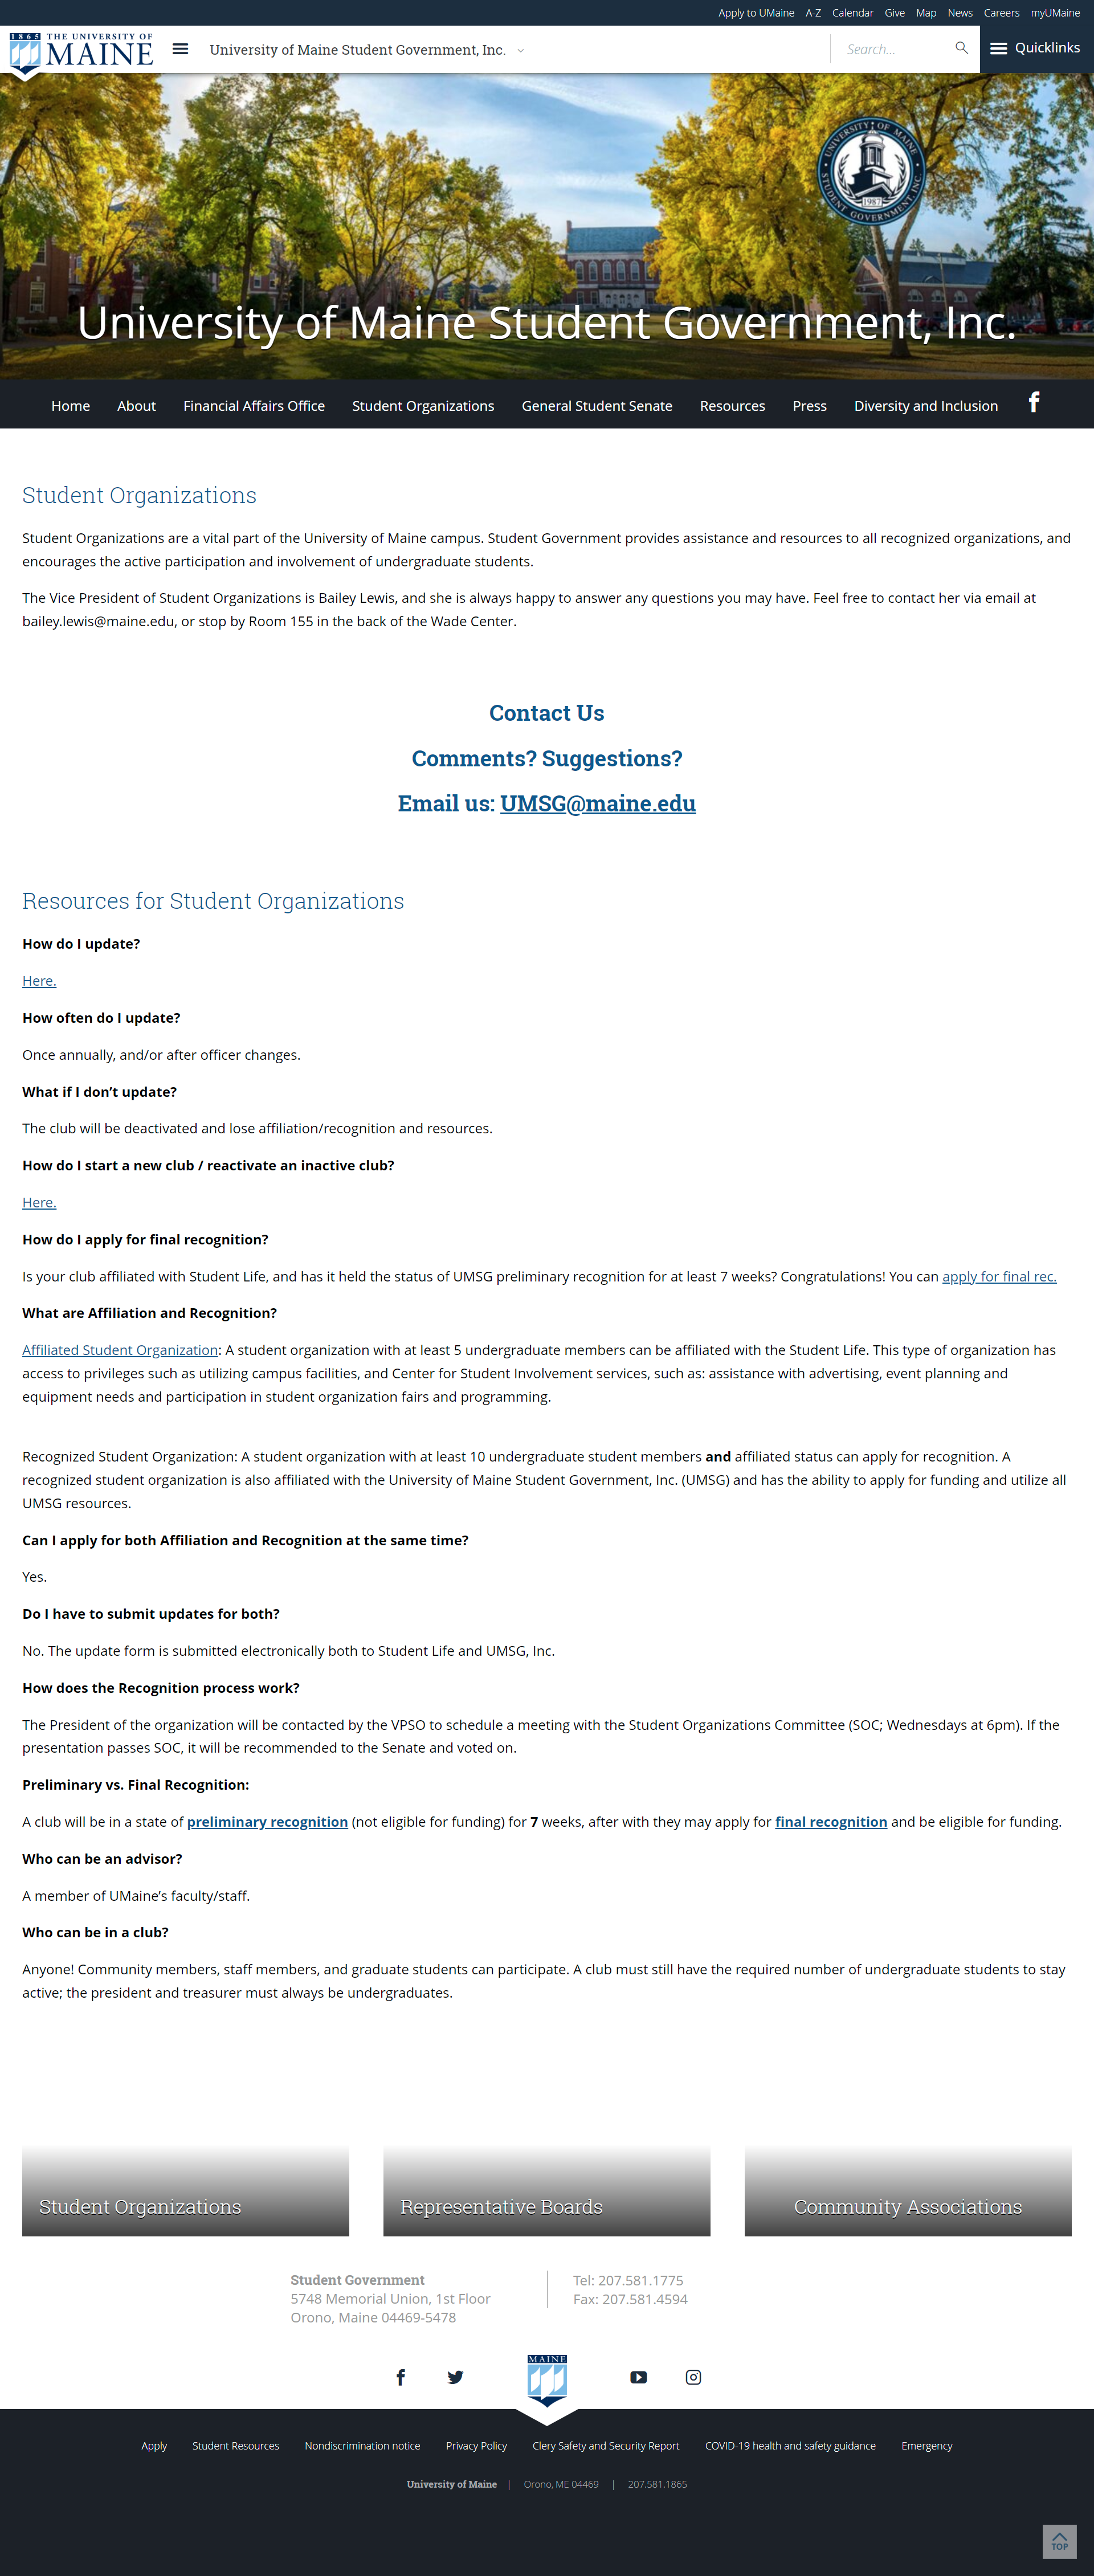 Apply to UMaine A-Z Calendar Give Map News Careers myUMaine
1865 THE UNIVERSITY OF
MAINE
University of Maine Student Government, Inc.
Search...
Quicklinks
UNIVERSITY OF MAINE
1987
STUDENT GOVERNMENT, INC.
University of Maine Student Government, Inc.
Home About Financial Affairs Office Student Organizations General Student Senate Resources Press Diversity and Inclusion
Student Organizations
Student Organizations are a vital part of the University of Maine campus. Student Government provides assistance and resources to all recognized organizations, and
encourages the active participation and involvement of undergraduate students.
The Vice President of Student Organizations is Bailey Lewis, and she is always happy to answer any questions you may have. Feel free to contact her via email at
bailey.lewis@maine.edu, or stop by Room 155 in the back of the Wade Center.
Contact Us
Comments? Suggestions?
Email us: UMSG@maine.edu
Resources for Student Organizations
How do I update?
Here.
How often do I update?
Once annually, and/or after officer changes.
What if I don’t update?
The club will be deactivated and lose affiliation/recognition and resources.
How do I start a new club / reactivate an inactive club?
Here.
How do I apply for final recognition?
Is your club affiliated with Student Life, and has it held the status of UMSG preliminary recognition for at least 7 weeks? Congratulations! You can apply for final rec.
What are Affiliation and Recognition?
Affiliated Student Organization: A student organization with at least 5 undergraduate members can be affiliated with the Student Life. This type of organization has
access to privileges such as utilizing campus facilities, and Center for Student Involvement services, such as: assistance with advertising, event planning and
equipment needs and participation in student organization fairs and programming.
Recognized Student Organization: A student organization with at least 10 undergraduate student members and affiliated status can apply for recognition. A
recognized student organization is also affiliated with the University of Maine Student Government, Inc. (UMSG) and has the ability to apply for funding and utilize all
UMSG resources.
Can I apply for both Affiliation and Recognition at the same time?
Yes.
Do I have to submit updates for both?
No. The update form is submitted electronically both to Student Life and UMSG, Inc.
How does the Recognition process work?
The President of the organization will be contacted by the VPSO to schedule a meeting with the Student Organizations Committee (SOC; Wednesdays at 6pm). If the
presentation passes SOC, it will be recommended to the Senate and voted on.
Preliminary vs. Final Recognition:
A club will be in a state of preliminary recognition (not eligible for funding) for 7 weeks, after with they may apply for final recognition and be eligible for funding.
Who can be an advisor?
A member of UMaine’s faculty/staff.
Who can be in a club?
Anyone! Community members, staff members, and graduate students can participate. A club must still have the required number of undergraduate students to stay
active; the president and treasurer must always be undergraduates.
Student Organizations
Representative Boards
Community Associations
Student Government
5748 Memorial Union, 1st Floor
Orono, Maine 04469-5478
Tel: 207.581.1775
Fax: 207.581.4594
MAINE
Apply Student Resources Nondiscrimination notice Privacy Policy Clery Safety and Security Report COVID-19 health and safety guidance Emergency
University of Maine | Orono, ME 04469 | 207.581.1865
TOP